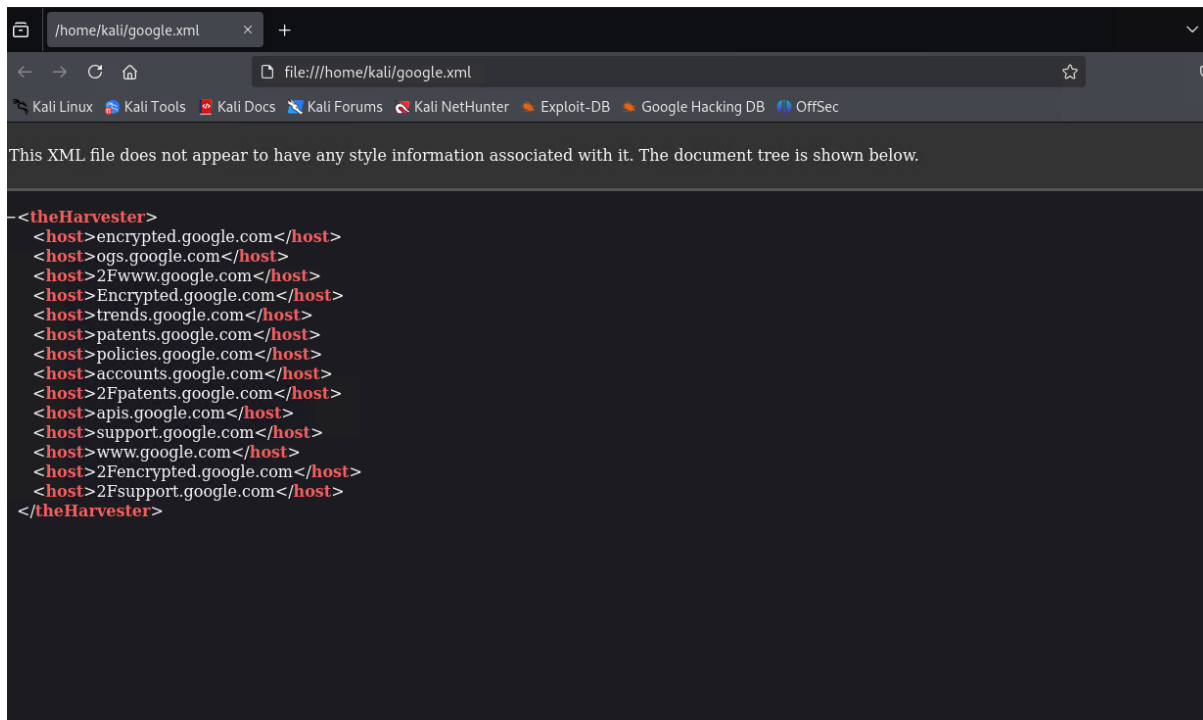 /home/kali/google.xml
file:///home/kali/google.xml
Kali Linux Kali Tools Kali Docs Kali Forums Kali NetHunter Exploit-DB Google Hacking DB OffSec
This XML file does not appear to have any style information associated with it. The document tree is shown below.
−<theHarvester>
<host>encrypted.google.com</host>
<host>ogs.google.com</host>
<host>2Fwww.google.com</host>
<host>Encrypted.google.com</host>
<host>trends.google.com</host>
<host>patents.google.com</host>
<host>policies.google.com</host>
<host>accounts.google.com</host>
<host>2Fpatents.google.com</host>
<host>apis.google.com</host>
<host>support.google.com</host>
<host>www.google.com</host>
<host>2Fencrypted.google.com</host>
<host>2Fsupport.google.com</host>
</theHarvester>